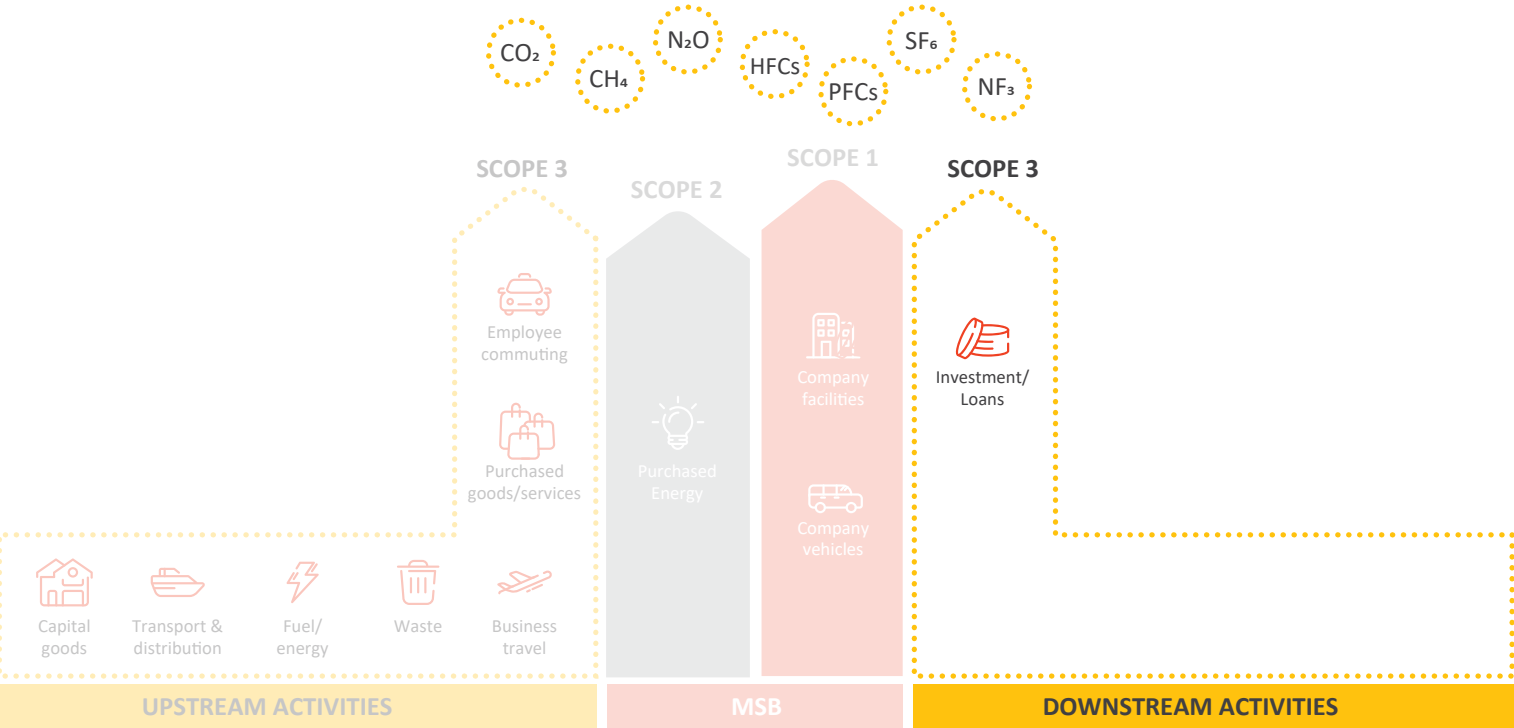 CO₂
CH₄
N₂O
HFCs
PFCs
SF₆
NF₃
SCOPE 3
SCOPE 2
SCOPE 1
SCOPE 3
Employee
commuting
Purchased
goods/services
Capital
goods
Transport &
distribution
Fuel/
energy
Waste
Business
travel
Purchased
Energy
Company
facilities
Company
vehicles
Investment/
Loans
UPSTREAM ACTIVITIES
MSB
DOWNSTREAM ACTIVITIES